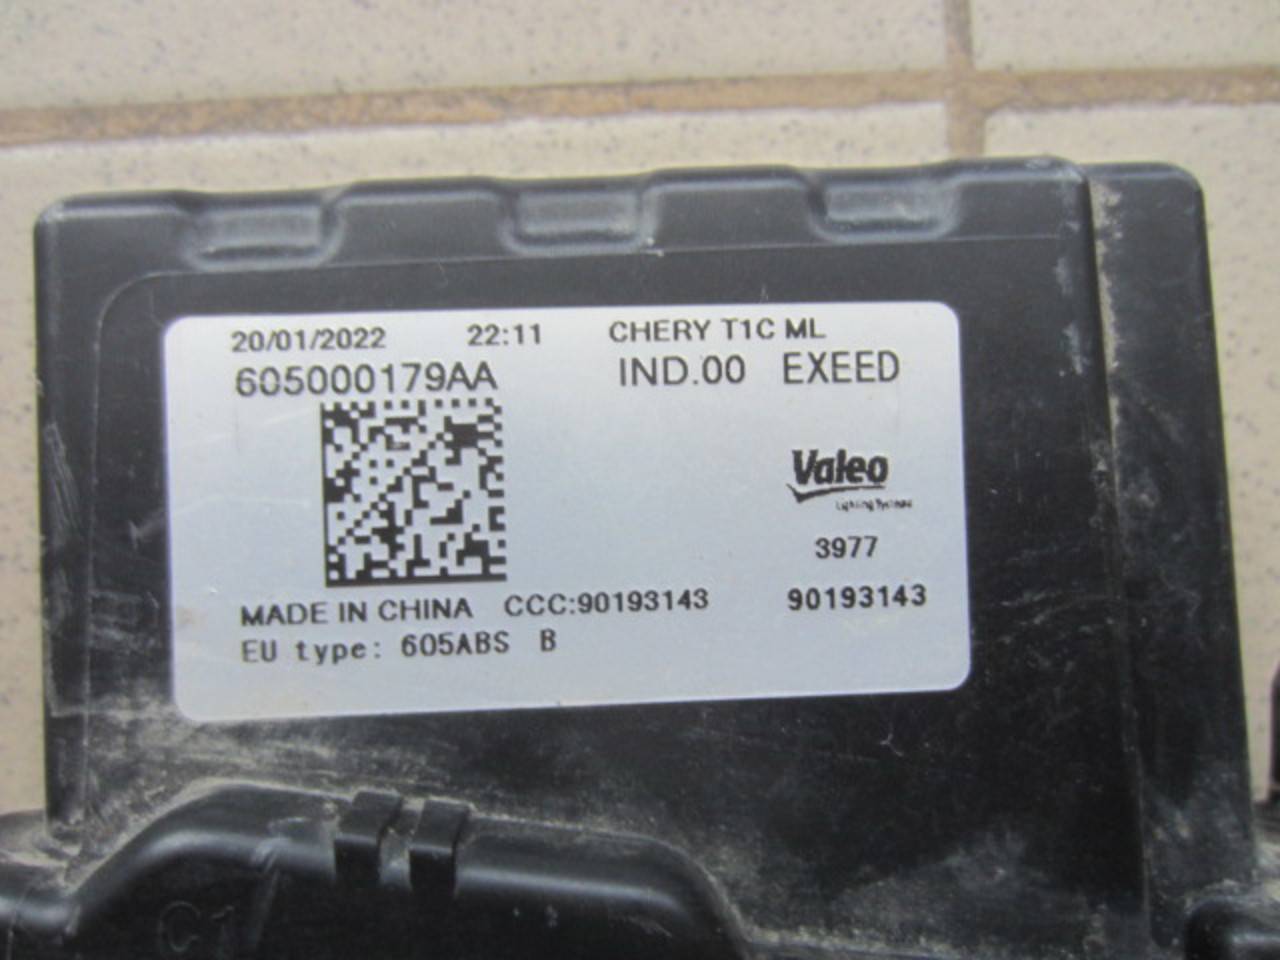 20/01/2022 22:11 CHERY T1C ML
605000179AA IND.00 EXEED
Valeo
Lighting Systems
3977
MADE IN CHINA CCC:90193143 90193143
EU type: 605ABS B
C1